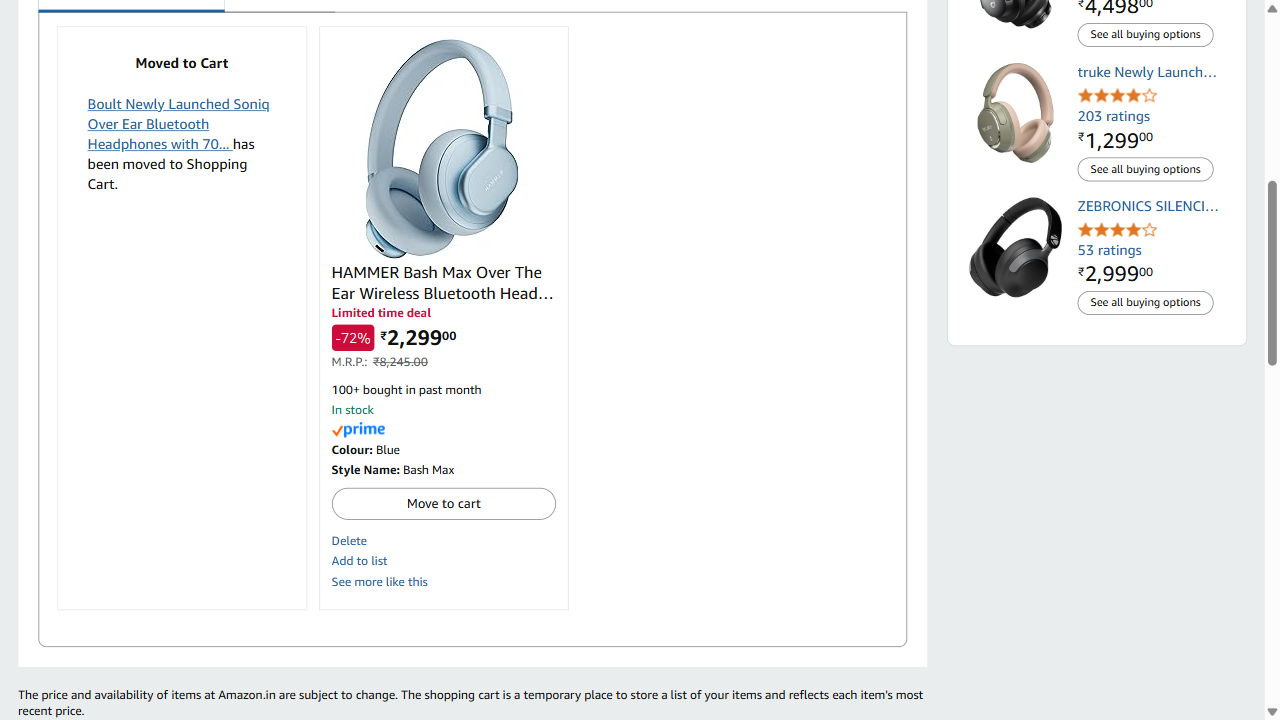 Moved to Cart
Boult Newly Launched Soniq
Over Ear Bluetooth
Headphones with 70... has
been moved to Shopping
Cart.
HAMMER Bash Max Over The
Ear Wireless Bluetooth Head…
Limited time deal
-72% ₹2,299.00
M.R.P.: ₹8,245.00
100+ bought in past month
In stock
prime
Colour: Blue
Style Name: Bash Max
Move to cart
Delete
Add to list
See more like this
₹4,498.00
See all buying options
truke Newly Launch…
203 ratings
₹1,299.00
See all buying options
ZEBRONICS SILENCI…
53 ratings
₹2,999.00
See all buying options
The price and availability of items at Amazon.in are subject to change. The shopping cart is a temporary place to store a list of your items and reflects each item's most
recent price.